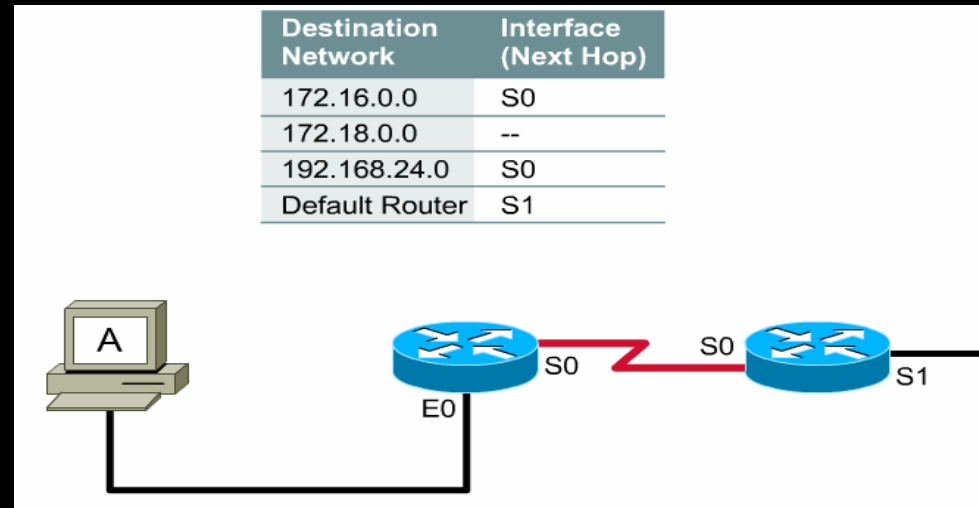 Destination Network Interface (Next Hop)
172.16.0.0 S0
172.18.0.0 --
192.168.24.0 S0
Default Router S1
A
S0
S0
S1
E0